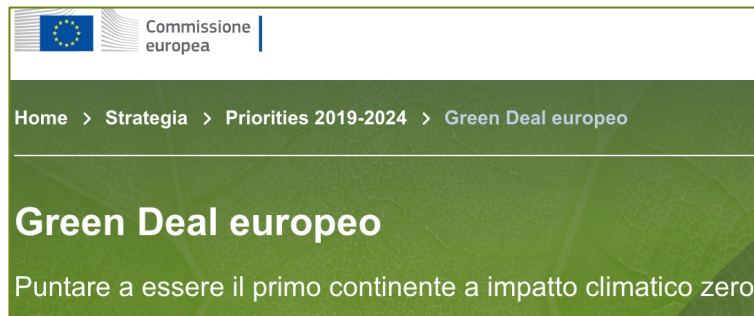 Commissione
europea
Home > Strategia > Priorities 2019-2024 > Green Deal europeo
Green Deal europeo
Puntare a essere il primo continente a impatto climatico zero